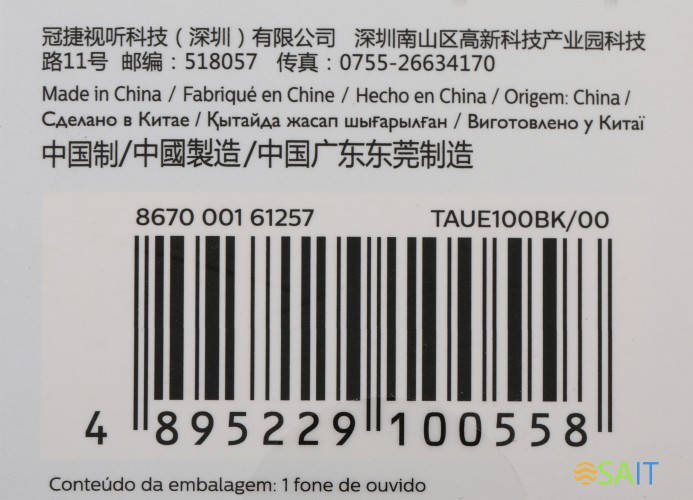 冠捷视听科技（深圳）有限公司 深圳南山区高新科技产业园科技
路11号 邮编：518057 传真：0755-26634170
Made in China / Fabriqué en Chine / Hecho en China / Origem: China /
Сделано в Китае / Қытайда жасап шығарылған / Виготовлено у Китаї
中国制/中國製造/中国广东东莞制造
8670 001 61257 TAUE100BK/00
4 895229 100558
SAIT
Conteúdo da embalagem: 1 fone de ouvido